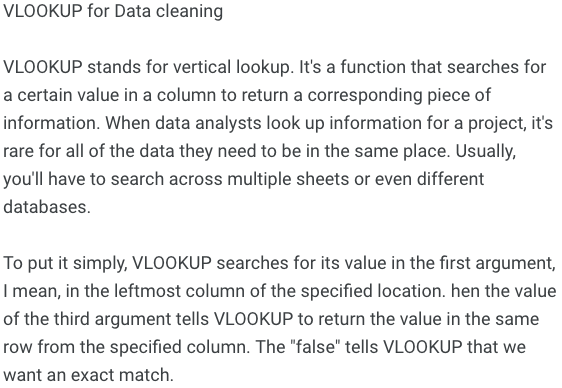 VLOOKUP for Data cleaning
VLOOKUP stands for vertical lookup. It's a function that searches for
a certain value in a column to return a corresponding piece of
information. When data analysts look up information for a project, it's
rare for all of the data they need to be in the same place. Usually,
you'll have to search across multiple sheets or even different
databases.
To put it simply, VLOOKUP searches for its value in the first argument,
I mean, in the leftmost column of the specified location. hen the value
of the third argument tells VLOOKUP to return the value in the same
row from the specified column. The "false" tells VLOOKUP that we
want an exact match.